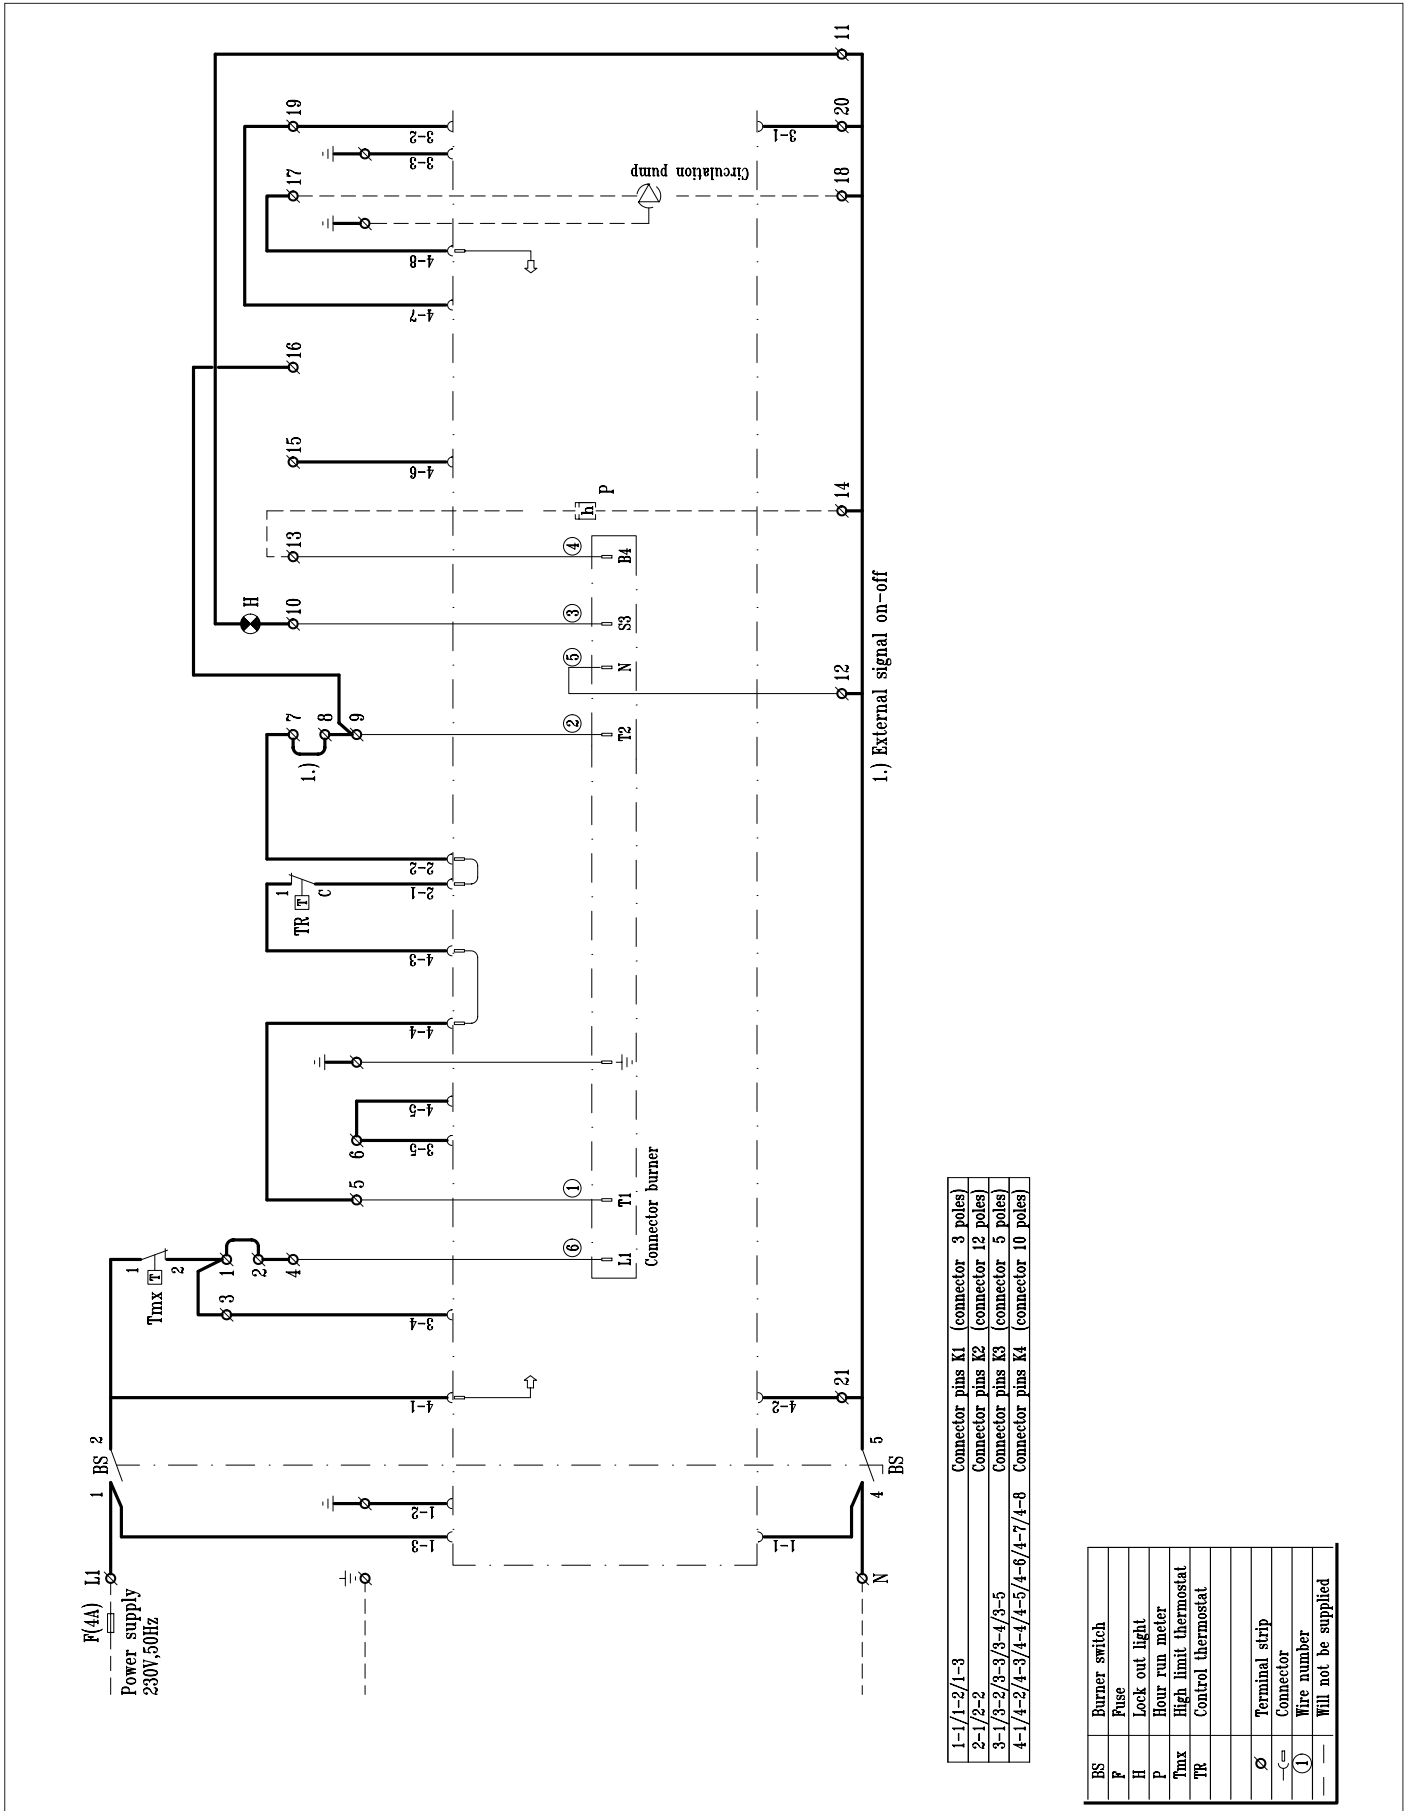 L1
F(4A)
Power supply
230V,50Hz
N
1
BS
2
4
BS
5
1-3
1-2
1-1
4-1
4-2
21
1
Tmx
T
2
3
3-4
1
2
4
6
L1
5
1
T1
Connector burner
6
3-5
4-5
4-4
4-3
1
TR
T
C
2-1
2-2
7
8
9
1.)
2
T2
12
5
N
H
10
3
S3
13
4
B4
h
P
14
15
4-6
16
4-7
4-8
17
Circulation pump
18
3-3
19
3-2
3-1
20
11
1.) External signal on-off
1-1/1-2/1-3 Connector pins K1 (connector 3 poles)
2-1/2-2 Connector pins K2 (connector 12 poles)
3-1/3-2/3-3/3-4/3-5 Connector pins K3 (connector 5 poles)
4-1/4-2/4-3/4-4/4-5/4-6/4-7/4-8 Connector pins K4 (connector 10 poles)
BS Burner switch
F Fuse
H Lock out light
P Hour run meter
Tmx High limit thermostat
TR Control thermostat
Terminal strip
Connector
1 Wire number
Will not be supplied